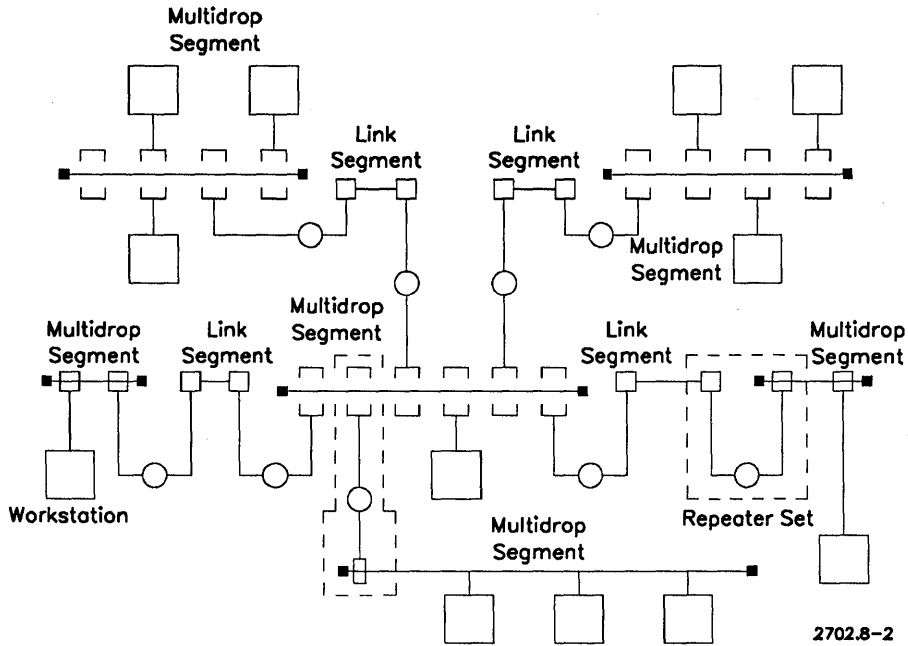 Multidrop
Segment
Link
Segment
Link
Segment
Multidrop
Segment
Multidrop
Segment
Multidrop
Segment
Link
Segment
Link
Segment
Multidrop
Segment
Workstation
Repeater Set
Multidrop
Segment
2702.8-2